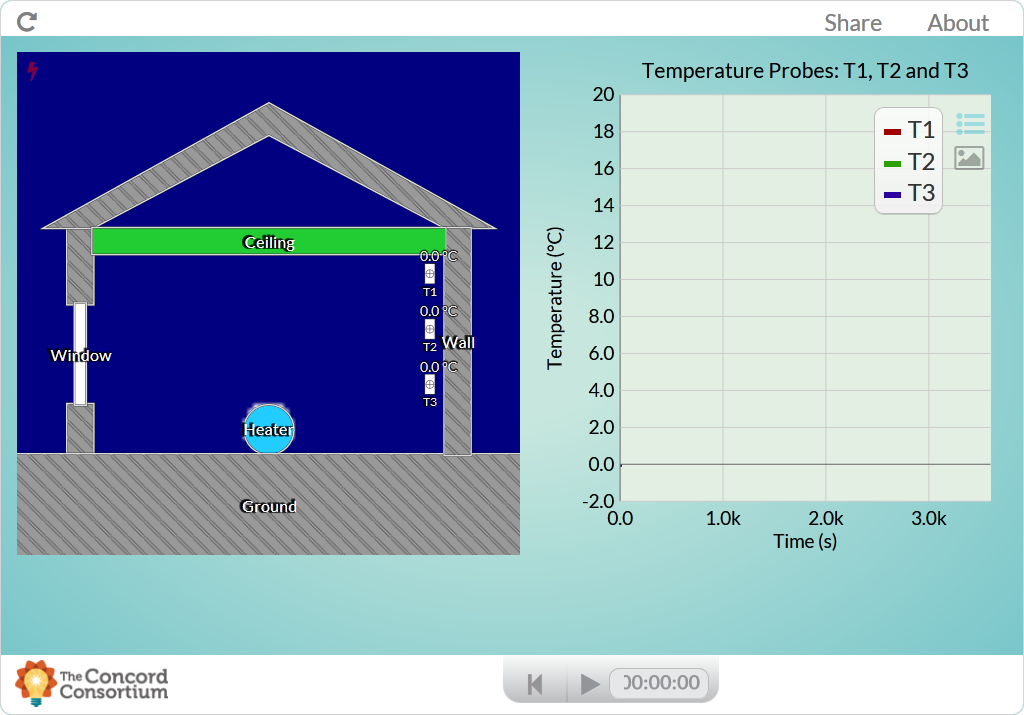 Share
About
Ceiling
0.0 °C
T1
0.0 °C
T2
Wall
Window
0.0 °C
T3
Heater
Ground
Temperature Probes: T1, T2 and T3
T1
T2
T3
Temperature (°C)
20
18
16
14
12
10
8.0
6.0
4.0
2.0
0.0
-2.0
0.0
1.0k
2.0k
3.0k
Time (s)
The Concord
Consortium
00:00:00